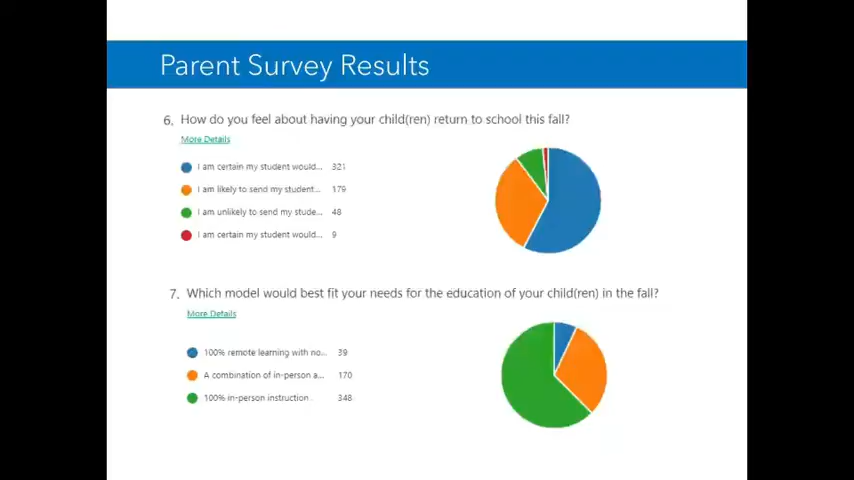 Parent Survey Results
6. How do you feel about having your child(ren) return to school this fall?
More Details
I am certain my student would... 321
I am likely to send my student... 179
I am unlikely to send my stude... 48
I am certain my student would... 9
7. Which model would best fit your needs for the education of your child(ren) in the fall?
More Details
100% remote learning with no... 39
A combination of in-person a... 170
100% in-person instruction 348